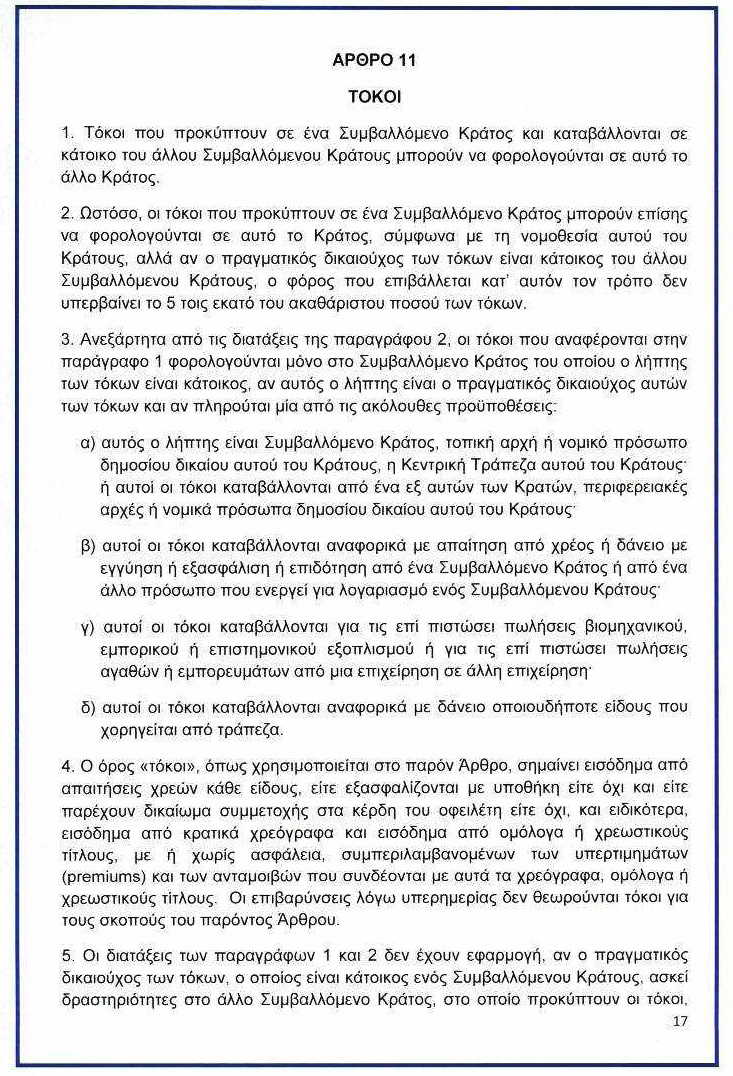 ΑΡΘΡΟ 11
ΤΟΚΟΙ
1. Τόκοι που προκύπτουν σε ένα Συμβαλλόμενο Κράτος και καταβάλλονται σε
κάτοικο του άλλου Συμβαλλόμενου Κράτους μπορούν να φορολογούνται σε αυτό το
άλλο Κράτος.
2. Ωστόσο, οι τόκοι που προκύπτουν σε ένα Συμβαλλόμενο Κράτος μπορούν επίσης
να φορολογούνται σε αυτό το Κράτος, σύμφωνα με τη νομοθεσία αυτού του
Κράτους, αλλά αν ο πραγματικός δικαιούχος των τόκων είναι κάτοικος του άλλου
Συμβαλλόμενου Κράτους, ο φόρος που επιβάλλεται κατ’ αυτόν τον τρόπο δεν
υπερβαίνει το 5 τοις εκατό του ακαθάριστου ποσού των τόκων.
3. Ανεξάρτητα από τις διατάξεις της παραγράφου 2, οι τόκοι που αναφέρονται στην
παράγραφο 1 φορολογούνται μόνο στο Συμβαλλόμενο Κράτος του οποίου ο λήπτης
των τόκων είναι κάτοικος, αν αυτός ο λήπτης είναι ο πραγματικός δικαιούχος αυτών
των τόκων και αν πληρούται μία από τις ακόλουθες προϋποθέσεις:
α) αυτός ο λήπτης είναι Συμβαλλόμενο Κράτος, τοπική αρχή ή νομικό πρόσωπο
δημοσίου δικαίου αυτού του Κράτους, η Κεντρική Τράπεζα αυτού του Κράτους·
ή αυτοί οι τόκοι καταβάλλονται από ένα εξ αυτών των Κρατών, περιφερειακές
αρχές ή νομικά πρόσωπα δημοσίου δικαίου αυτού του Κράτους·
β) αυτοί οι τόκοι καταβάλλονται αναφορικά με απαίτηση από χρέος ή δάνειο με
εγγύηση ή εξασφάλιση ή επιδότηση από ένα Συμβαλλόμενο Κράτος ή από ένα
άλλο πρόσωπο που ενεργεί για λογαριασμό ενός Συμβαλλόμενου Κράτους·
γ) αυτοί οι τόκοι καταβάλλονται για τις επί πιστώσει πωλήσεις βιομηχανικού,
εμπορικού ή επιστημονικού εξοπλισμού ή για τις επί πιστώσει πωλήσεις
αγαθών ή εμπορευμάτων από μια επιχείρηση σε άλλη επιχείρηση·
δ) αυτοί οι τόκοι καταβάλλονται αναφορικά με δάνειο οποιουδήποτε είδους που
χορηγείται από τράπεζα.
4. Ο όρος «τόκοι», όπως χρησιμοποιείται στο παρόν Άρθρο, σημαίνει εισόδημα από
απαιτήσεις χρεών κάθε είδους, είτε εξασφαλίζονται με υποθήκη είτε όχι και είτε
παρέχουν δικαίωμα συμμετοχής στα κέρδη του οφειλέτη είτε όχι, και ειδικότερα,
εισόδημα από κρατικά χρεόγραφα και εισόδημα από ομόλογα ή χρεωστικούς
τίτλους, με ή χωρίς ασφάλεια, συμπεριλαμβανομένων των υπερτιμημάτων
(premiums) και των ανταμοιβών που συνδέονται με αυτά τα χρεόγραφα, ομόλογα ή
χρεωστικούς τίτλους. Οι επιβαρύνσεις λόγω υπερημερίας δεν θεωρούνται τόκοι για
τους σκοπούς του παρόντος Άρθρου.
5. Οι διατάξεις των παραγράφων 1 και 2 δεν έχουν εφαρμογή, αν ο πραγματικός
δικαιούχος των τόκων, ο οποίος είναι κάτοικος ενός Συμβαλλόμενου Κράτους, ασκεί
δραστηριότητες στο άλλο Συμβαλλόμενο Κράτος, στο οποίο προκύπτουν οι τόκοι,
17